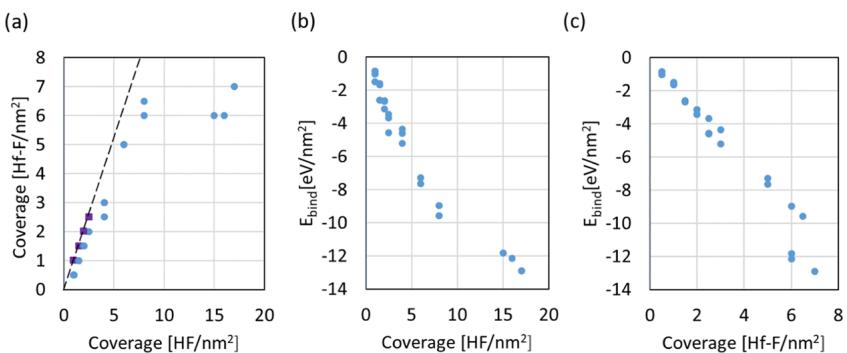 (a)
8
7
6
5
4
3
2
1
0
Coverage [Hf-F/nm²]
0 5 10 15 20
Coverage [HF/nm²]
(b)
0
-2
-4
-6
-8
-10
-12
-14
E_bind[eV/nm²]
0 5 10 15 20
Coverage [HF/nm²]
(c)
0
-2
-4
-6
-8
-10
-12
-14
E_bind[eV/nm²]
0 2 4 6 8
Coverage [Hf-F/nm²]